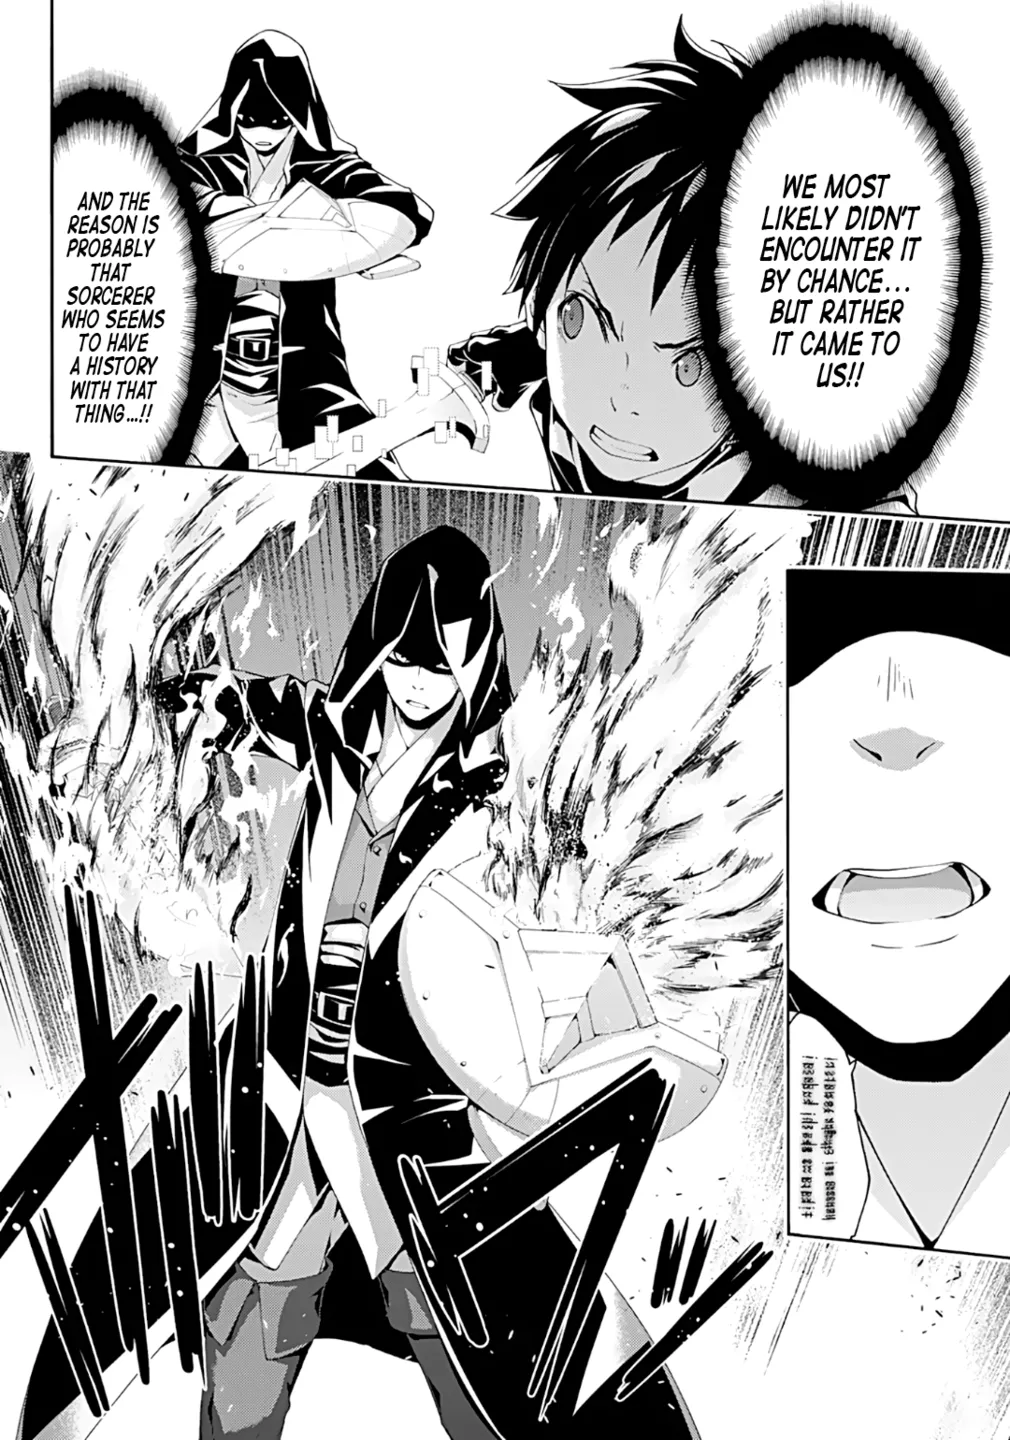 WE MOST
LIKELY DIDN'T
ENCOUNTER IT
BY CHANCE...
BUT RATHER
IT CAME TO
US!!
AND THE
REASON IS
PROBABLY
THAT
SORCERER
WHO SEEMS
TO HAVE
A HISTORY
WITH THAT
THING...!!